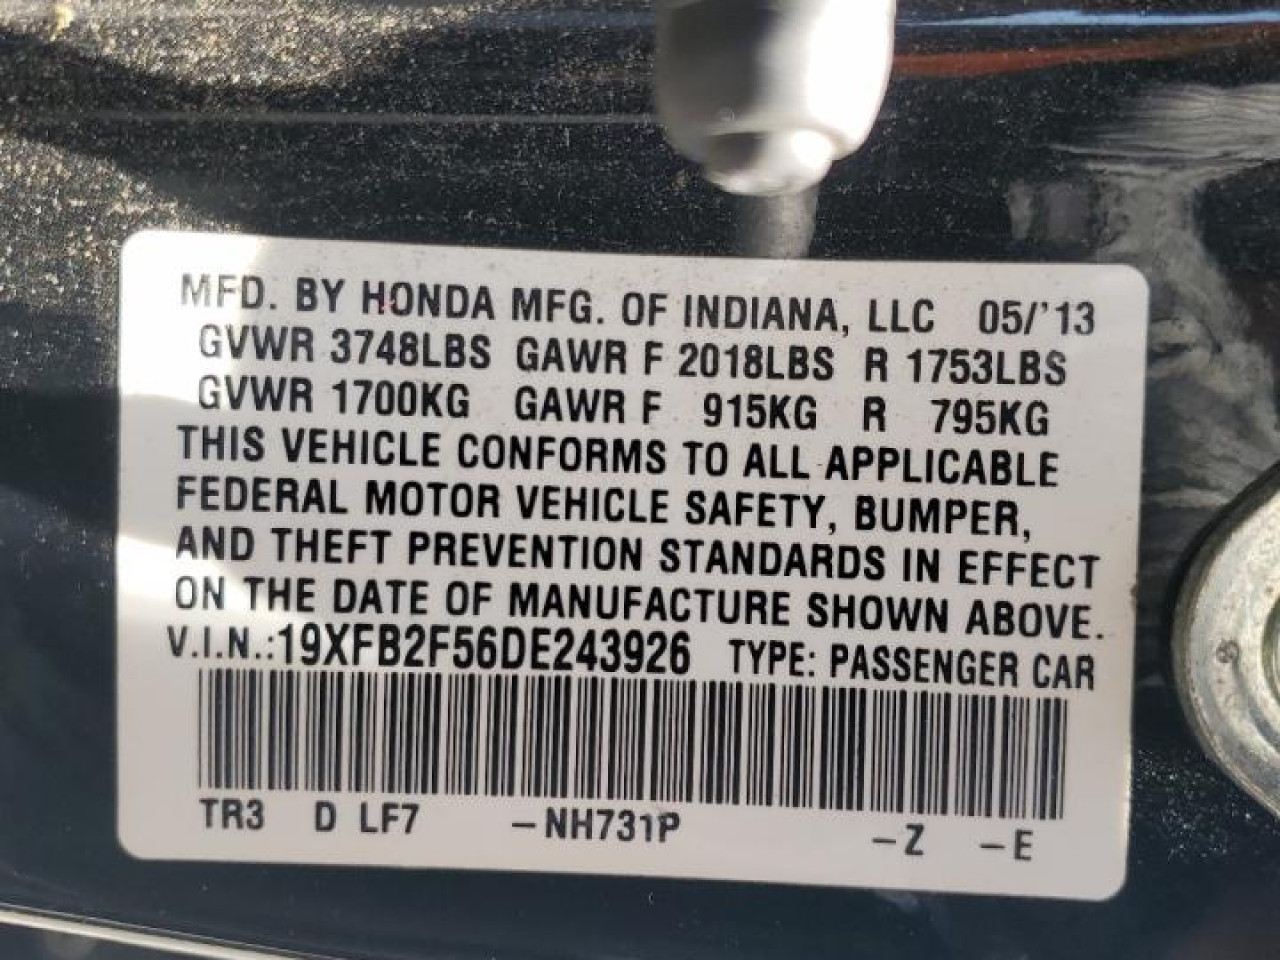 MFD. BY HONDA MFG. OF INDIANA, LLC 05/'13
GVWR 3748LBS GAWR F 2018LBS R 1753LBS
GVWR 1700KG GAWR F 915KG R 795KG
THIS VEHICLE CONFORMS TO ALL APPLICABLE
FEDERAL MOTOR VEHICLE SAFETY, BUMPER,
AND THEFT PREVENTION STANDARDS IN EFFECT
ON THE DATE OF MANUFACTURE SHOWN ABOVE.
V.I.N.:19XFB2F56DE243926 TYPE: PASSENGER CAR
TR3 D LF7 –NH731P –Z –E